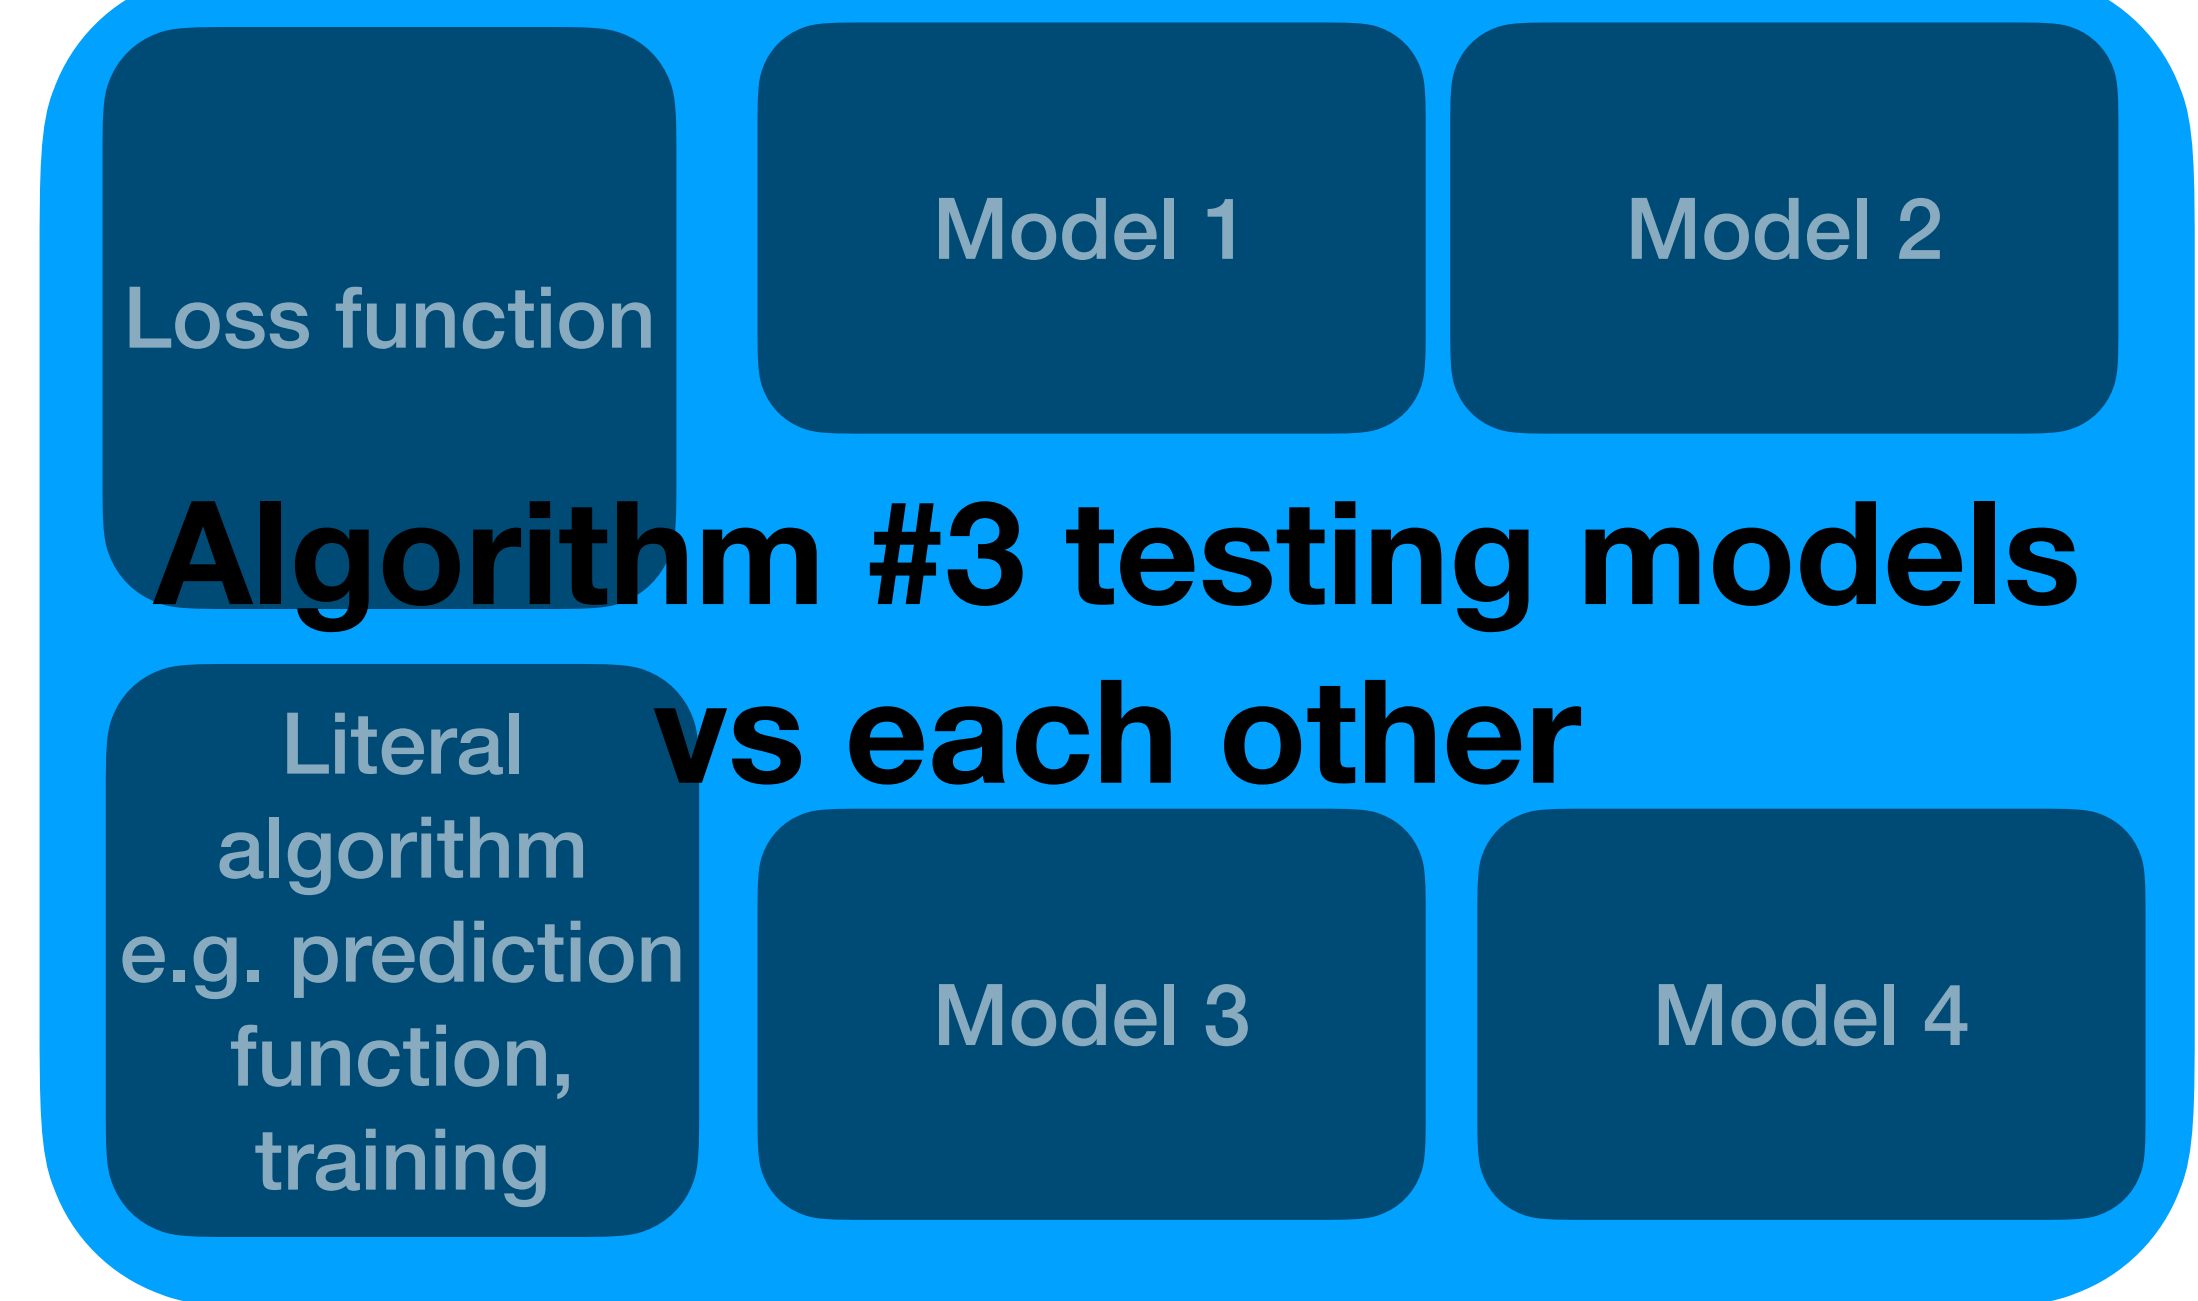 Loss function
Model 1
Model 2
Algorithm #3 testing models
vs each other
Literal
algorithm
e.g. prediction
function,
training
Model 3
Model 4